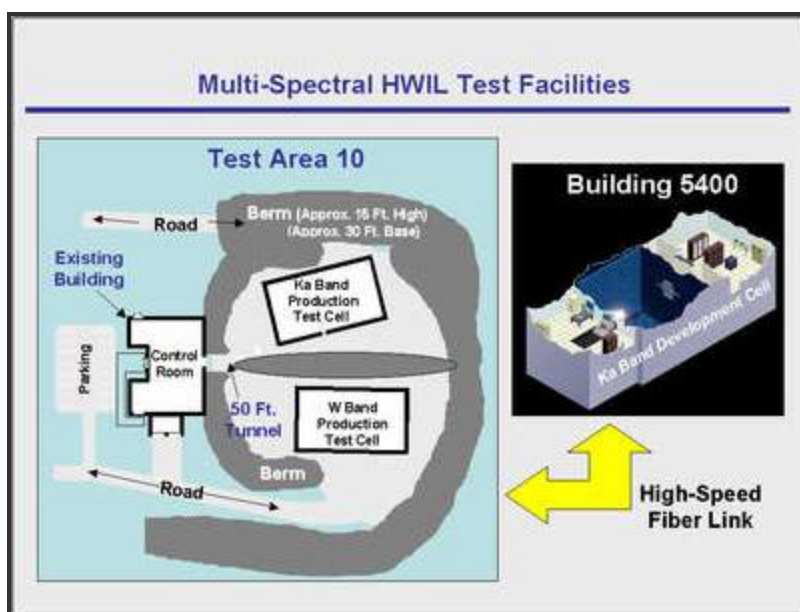 Multi-Spectral HWIL Test Facilities
Test Area 10
Berm (Approx. 15 Ft. High)
(Approx. 30 Ft. Base)
Road
Existing
Building
Ka Band
Production
Test Cell
Parking
Control
Room
50 Ft.
Tunnel
W Band
Production
Test Cell
Berm
Road
Building 5400
Ka Band Development Cell
High-Speed
Fiber Link